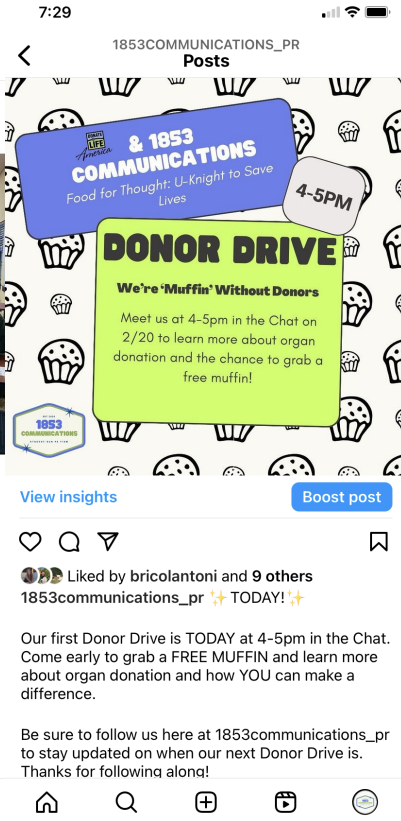 7:29
1853COMMUNICATIONS_PR
Posts
DONATE
LIFE
America
& 1853
COMMUNICATIONS
Food for Thought: U-Knight to Save
Lives
4-5PM
DONOR DRIVE
We're 'Muffin' Without Donors
Meet us at 4-5pm in the Chat on
2/20 to learn more about organ
donation and the chance to grab a
free muffin!
1853
COMMUNICATIONS
View insights
Boost post
Liked by bricolantoni and 9 others
1853communications_pr ✨ TODAY!✨
Our first Donor Drive is TODAY at 4-5pm in the Chat.
Come early to grab a FREE MUFFIN and learn more
about organ donation and how YOU can make a
difference.
Be sure to follow us here at 1853communications_pr
to stay updated on when our next Donor Drive is.
Thanks for following along!